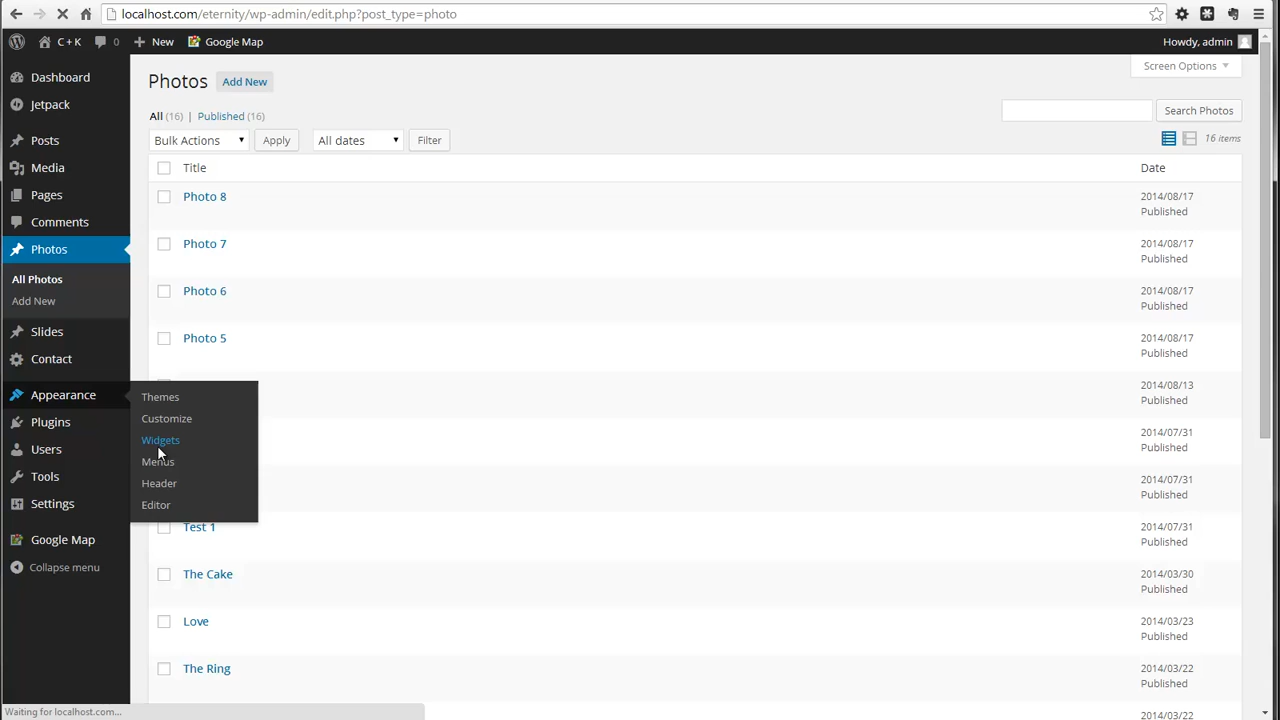 localhost.com/eternity/wp-admin/edit.php?post_type=photo
C + K 0 New Google Map Howdy, admin
Dashboard
Jetpack
Posts
Media
Pages
Comments
Photos
All Photos
Add New
Slides
Contact
Appearance
Plugins
Users
Tools
Settings
Google Map
Collapse menu
Themes
Customize
Widgets
Menus
Header
Editor
Screen Options
Photos Add New
All (16) | Published (16)
Search Photos
Bulk Actions Apply All dates Filter 16 items
Title Date
Photo 8 2014/08/17
Published
Photo 7 2014/08/17
Published
Photo 6 2014/08/17
Published
Photo 5 2014/08/17
Published
2014/08/13
Published
2014/07/31
Published
2014/07/31
Published
Test 1 2014/07/31
Published
The Cake 2014/03/30
Published
Love 2014/03/23
Published
The Ring 2014/03/22
Published
2014/03/22
Waiting for localhost.com...